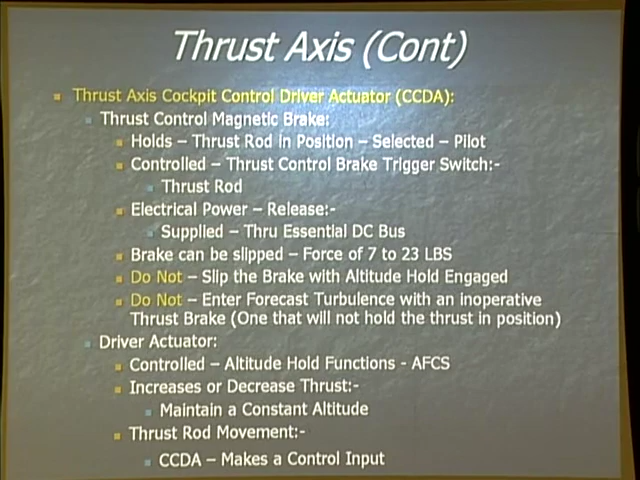 Thrust Axis (Cont)
Thrust Axis Cockpit Control Driver Actuator (CCDA):
Thrust Control Magnetic Brake:
Holds – Thrust Rod in Position – Selected – Pilot
Controlled – Thrust Control Brake Trigger Switch:-
Thrust Rod
Electrical Power – Release:-
Supplied – Thru Essential DC Bus
Brake can be slipped – Force of 7 to 23 LBS
Do Not – Slip the Brake with Altitude Hold Engaged
Do Not – Enter Forecast Turbulence with an inoperative
Thrust Brake (One that will not hold the thrust in position)
Driver Actuator:
Controlled – Altitude Hold Functions - AFCS
Increases or Decrease Thrust:-
Maintain a Constant Altitude
Thrust Rod Movement:-
CCDA – Makes a Control Input